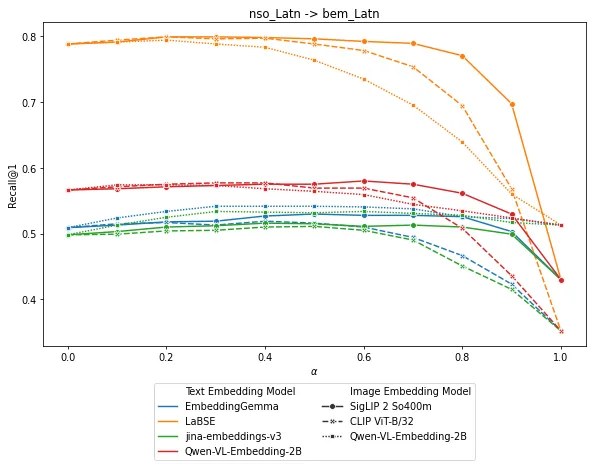 nso_Latn -> bem_Latn
Recall@1
0.8
0.7
0.6
0.5
0.4
0.0 0.2 0.4 0.6 0.8 1.0
α
Text Embedding Model Image Embedding Model
EmbeddingGemma SigLIP 2 So400m
LaBSE CLIP ViT-B/32
jina-embeddings-v3 Qwen-VL-Embedding-2B
Qwen-VL-Embedding-2B